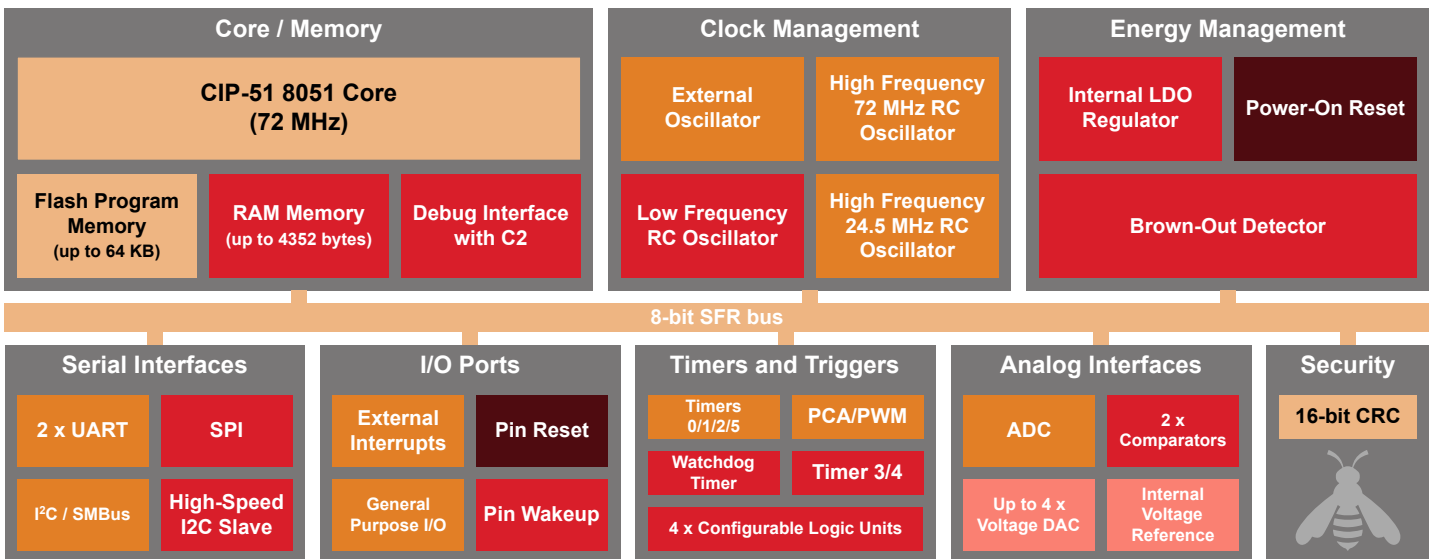 Core / Memory
CIP-51 8051 Core
(72 MHz)
Flash Program
Memory
(up to 64 KB)
RAM Memory
(up to 4352 bytes)
Debug Interface
with C2
Clock Management
External
Oscillator
High Frequency
72 MHz RC
Oscillator
Low Frequency
RC Oscillator
High Frequency
24.5 MHz RC
Oscillator
Energy Management
Internal LDO
Regulator
Power-On Reset
Brown-Out Detector
8-bit SFR bus
Serial Interfaces
2 x UART
SPI
I²C / SMBus
High-Speed
I2C Slave
I/O Ports
External
Interrupts
Pin Reset
General
Purpose I/O
Pin Wakeup
Timers and Triggers
Timers
0/1/2/5
PCA/PWM
Watchdog
Timer
Timer 3/4
4 x Configurable Logic Units
Analog Interfaces
ADC
2 x
Comparators
Up to 4 x
Voltage DAC
Internal
Voltage
Reference
Security
16-bit CRC